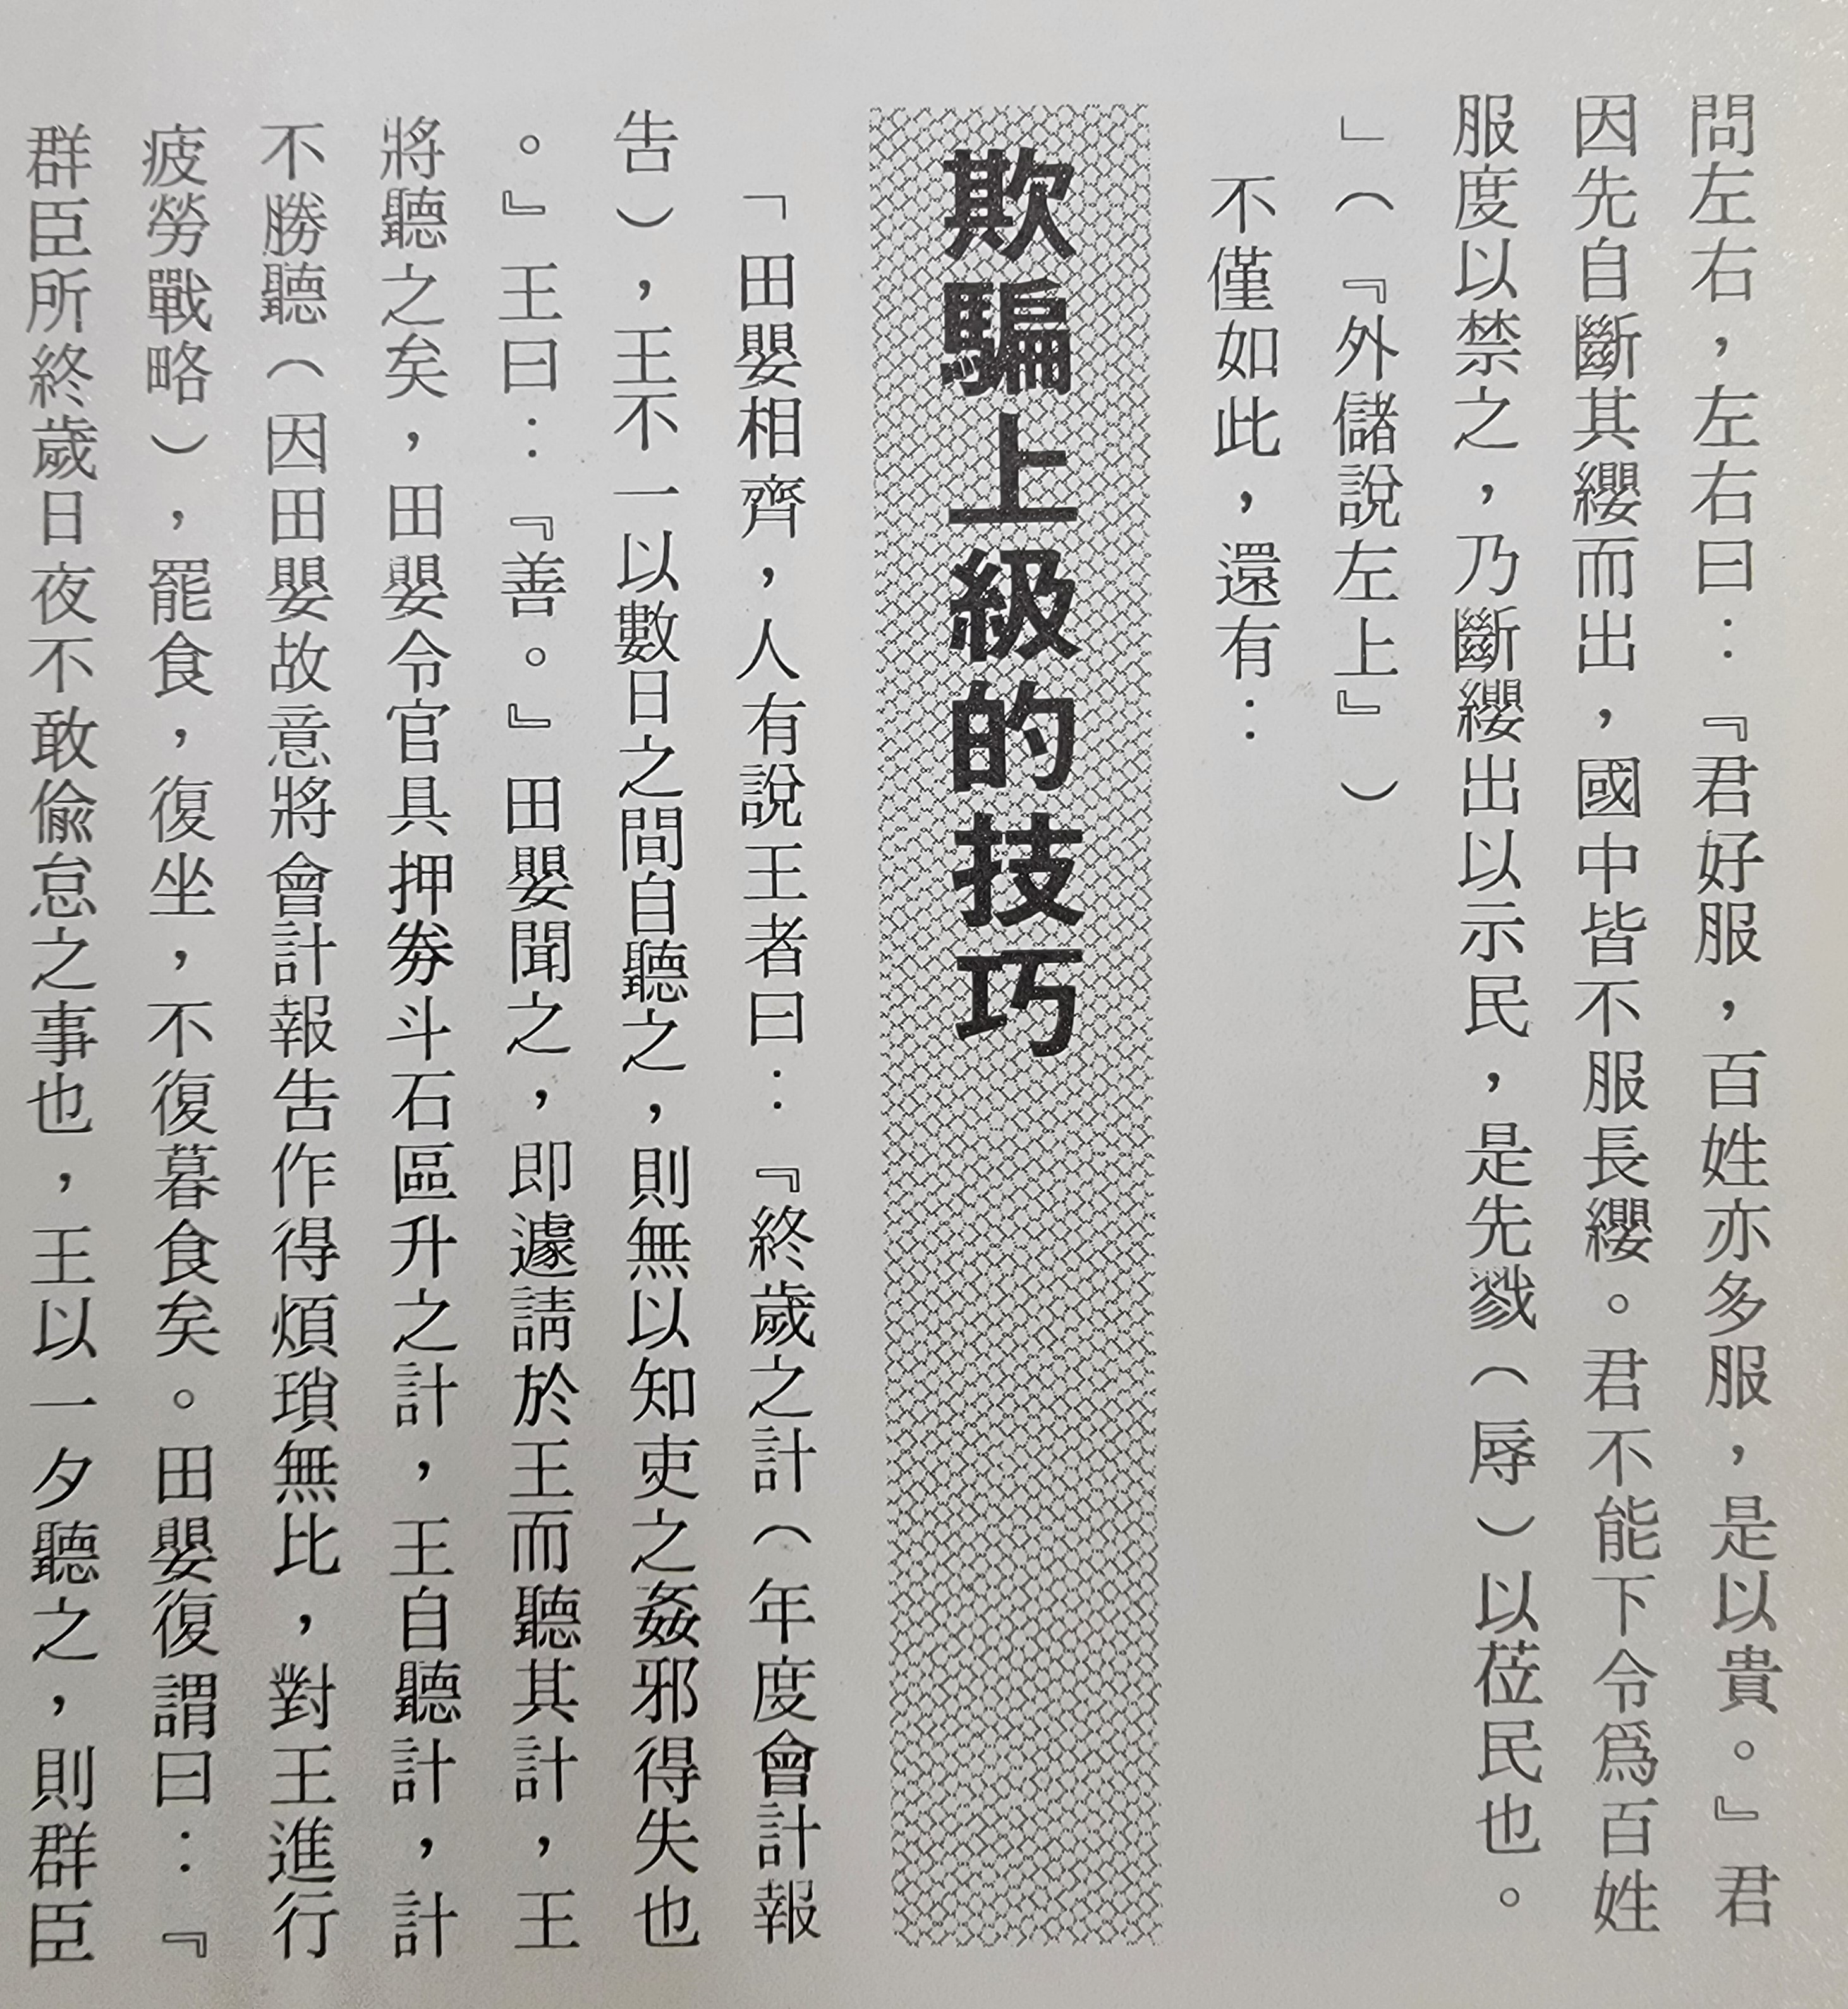 問左右，左右曰：『君好服，百姓亦多服，是以貴。』君
因先自斷其纓而出，國中皆不服長纓。君不能下令爲百姓
服度以禁之，乃斷纓出以示民，是先戮（辱）以莅民也。
」（『外儲說左上』）
不僅如此，還有：
欺騙上級的技巧
「田嬰相齊，人有說王者曰：『終歲之計（年度會計報
告），王不一以數日之間自聽之，則無以知吏之姦邪得失也
。』王曰：『善。』田嬰聞之，即遽請於王而聽其計，王
將聽之矣，田嬰令官具押劵斗石區升之計，王自聽計，計
不勝聽（因田嬰故意將會計報告作得煩瑣無比，對王進行
疲勞戰略），罷食，復坐，不復暮食矣。田嬰復謂曰：『
群臣所終歲日夜不敢偷怠之事也，王以一夕聽之，則群臣